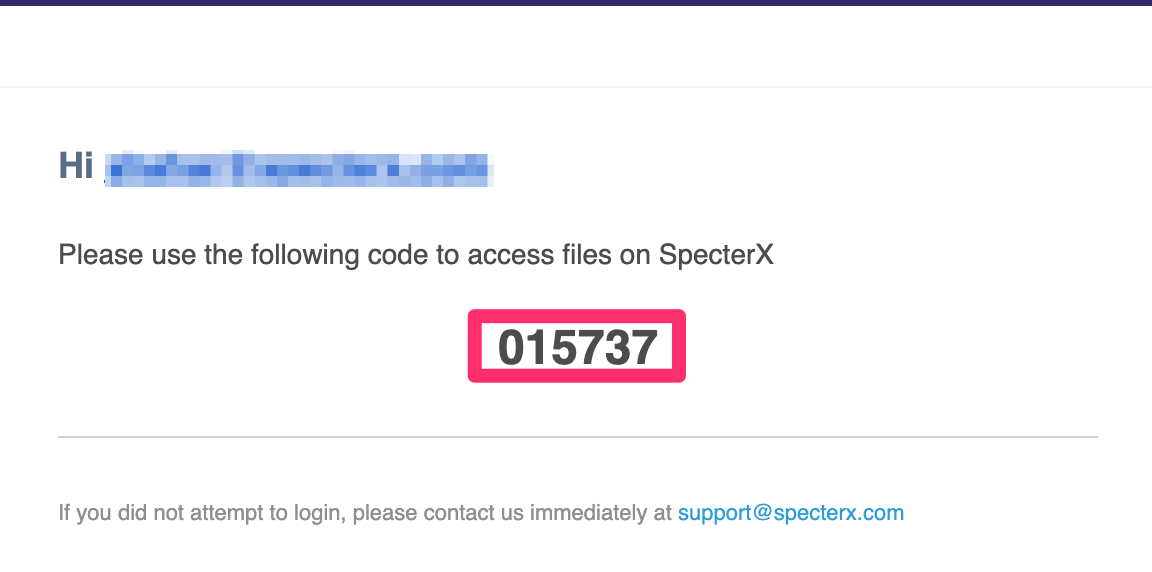 Hi
Please use the following code to access files on SpecterX
015737
If you did not attempt to login, please contact us immediately at support@specterx.com